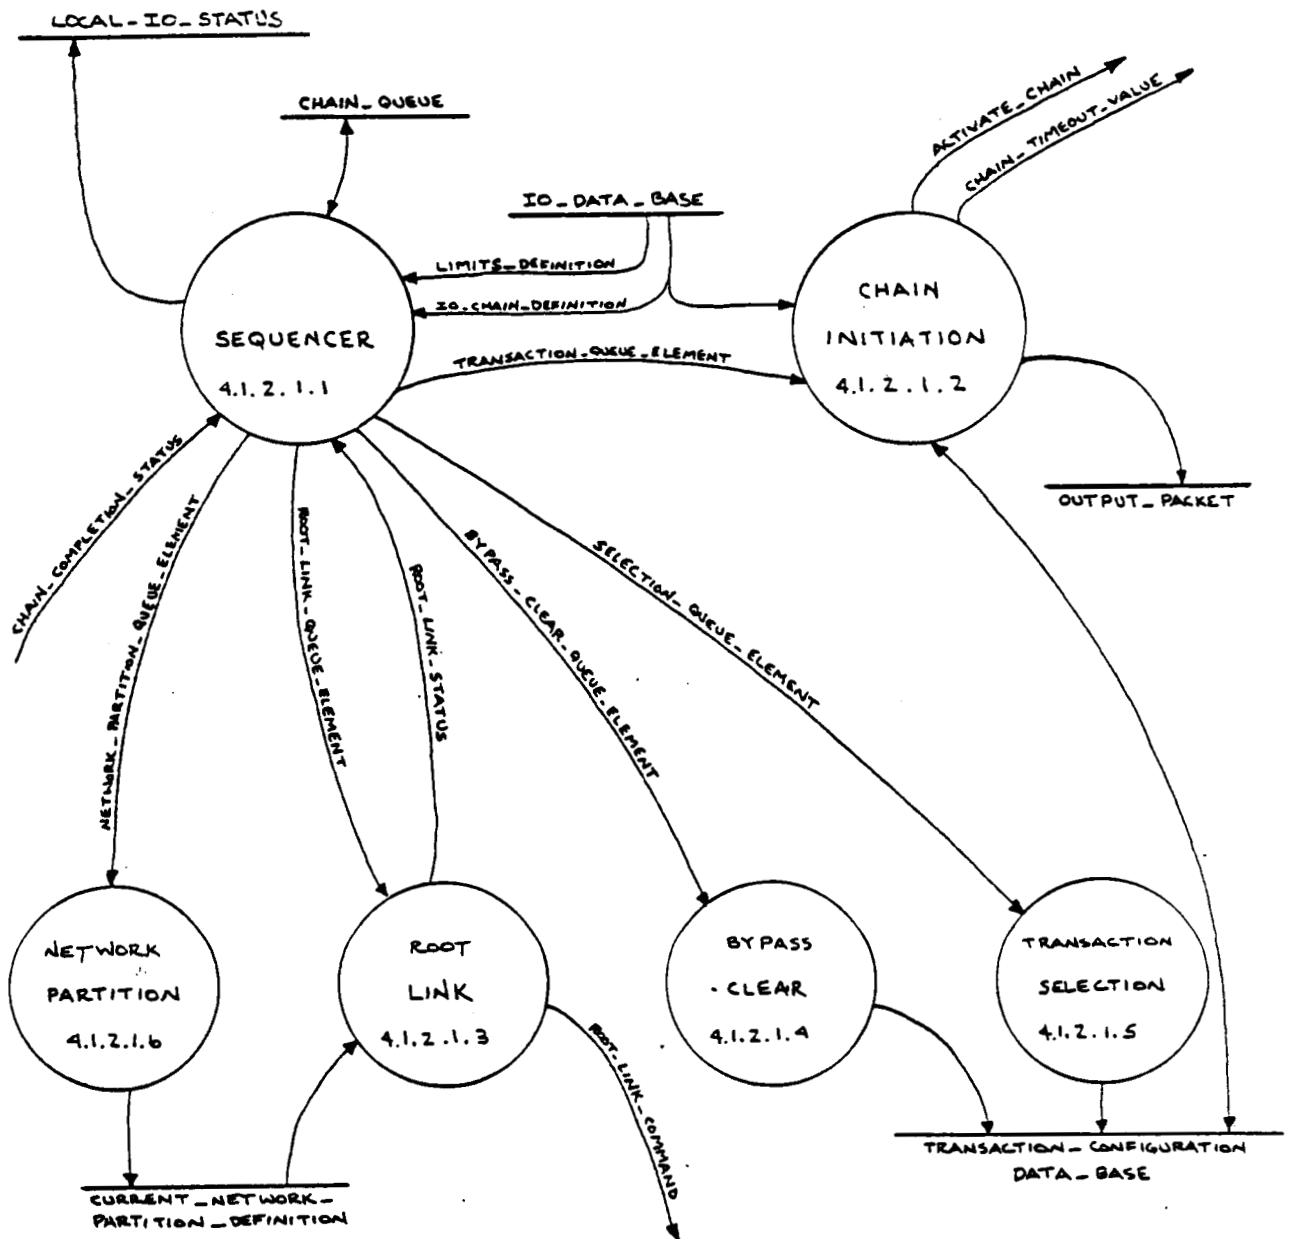 LOCAL_IO_STATUS
CHAIN_QUEUE
ACTIVATE_CHAIN
CHAIN_TIMEOUT_VALUE
IO_DATA_BASE
LIMITS_DEFINITION
IO_CHAIN_DEFINITION
TRANSACTION_QUEUE_ELEMENT
SEQUENCER
4.1.2.1.1
CHAIN
INITIATION
4.1.2.1.2
OUTPUT_PACKET
CHAIN_COMPLETION_STATUS
NETWORK_PARTITION_QUEUE_ELEMENT
ROOT_LINK_QUEUE_ELEMENT
ROOT_LINK_STATUS
BYPASS_CLEAR_QUEUE_ELEMENT
SELECTION_QUEUE_ELEMENT
NETWORK
PARTITION
4.1.2.1.6
ROOT
LINK
4.1.2.1.3
BYPASS
CLEAR
4.1.2.1.4
TRANSACTION
SELECTION
4.1.2.1.5
ROOT_LINK_COMMAND
TRANSACTION_CONFIGURATION
DATA_BASE
CURRENT_NETWORK_
PARTITION_DEFINITION